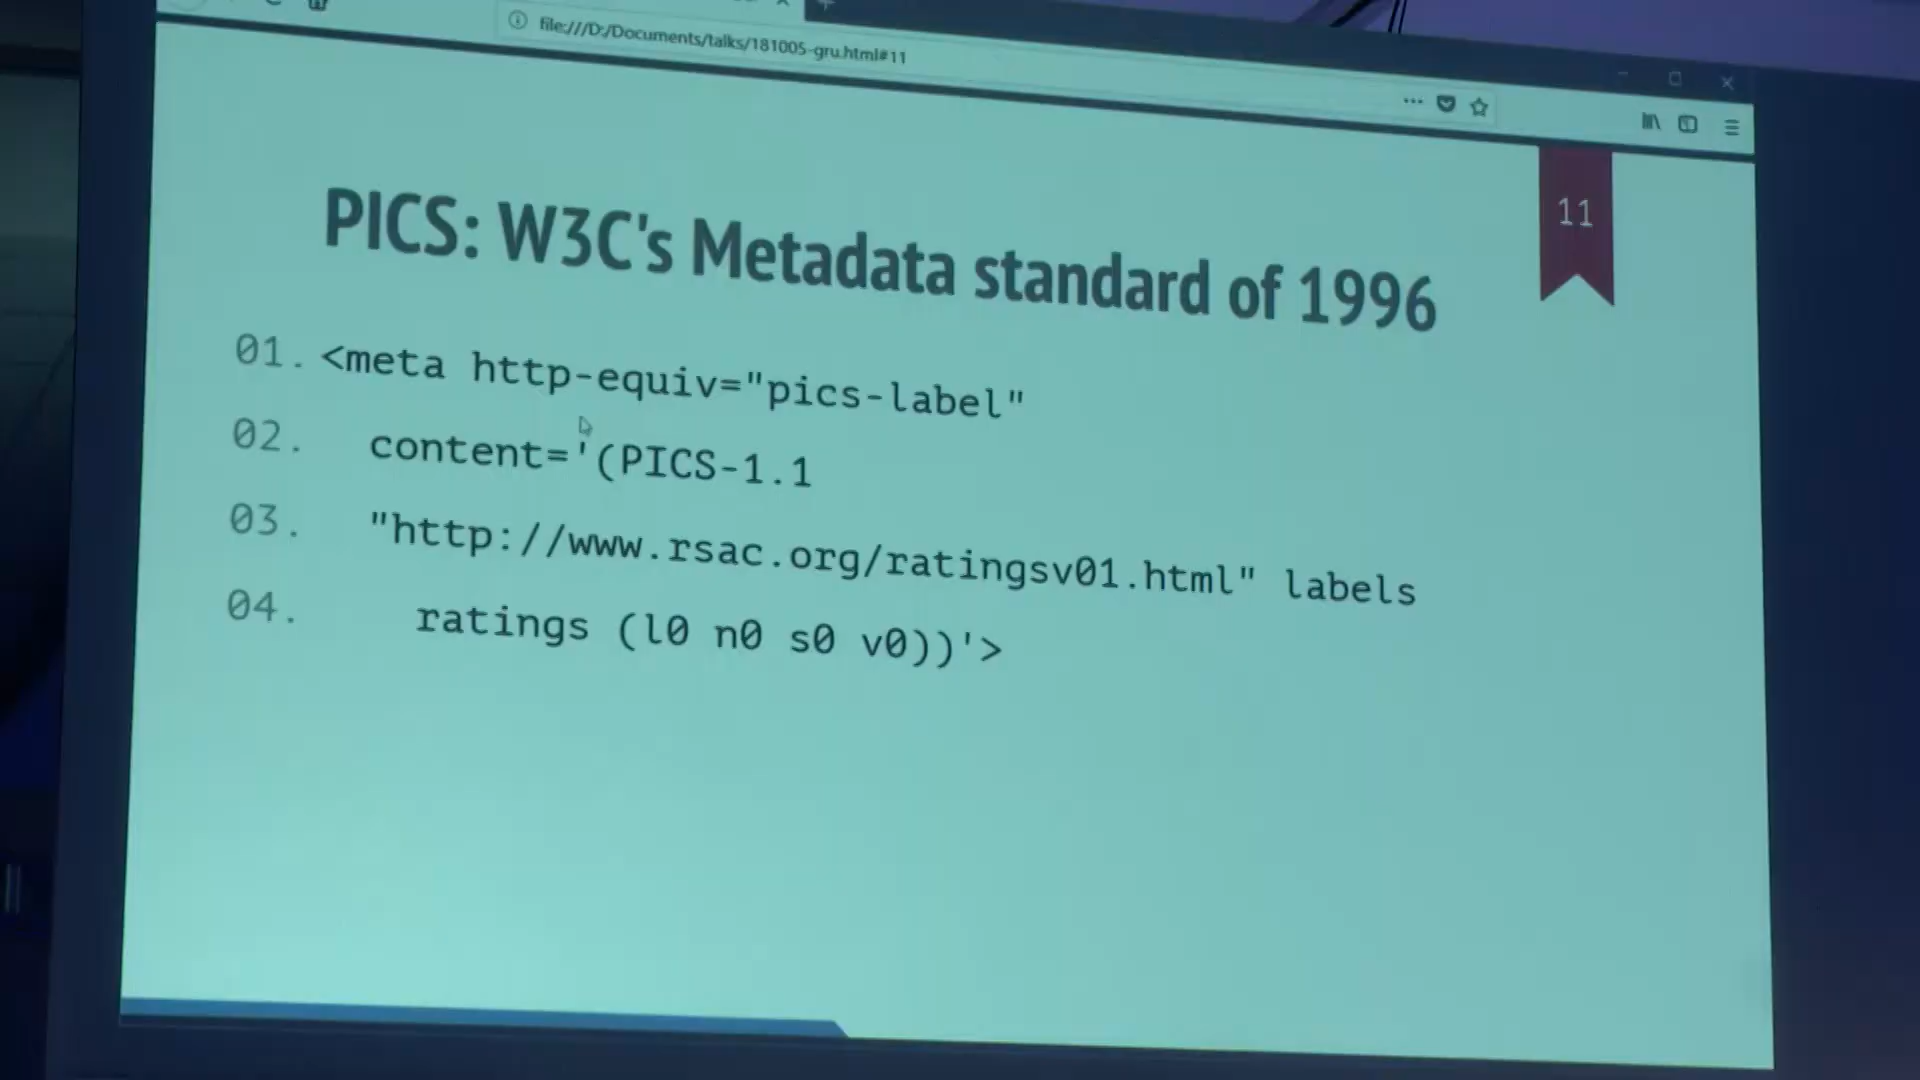 file:///D:/Documents/talks/181005-gru.html#11
11
PICS: W3C's Metadata standard of 1996
01. <meta http-equiv="pics-label"
02. content='(PICS-1.1
03. "http://www.rsac.org/ratingsv01.html" labels
04. ratings (l0 n0 s0 v0))'>